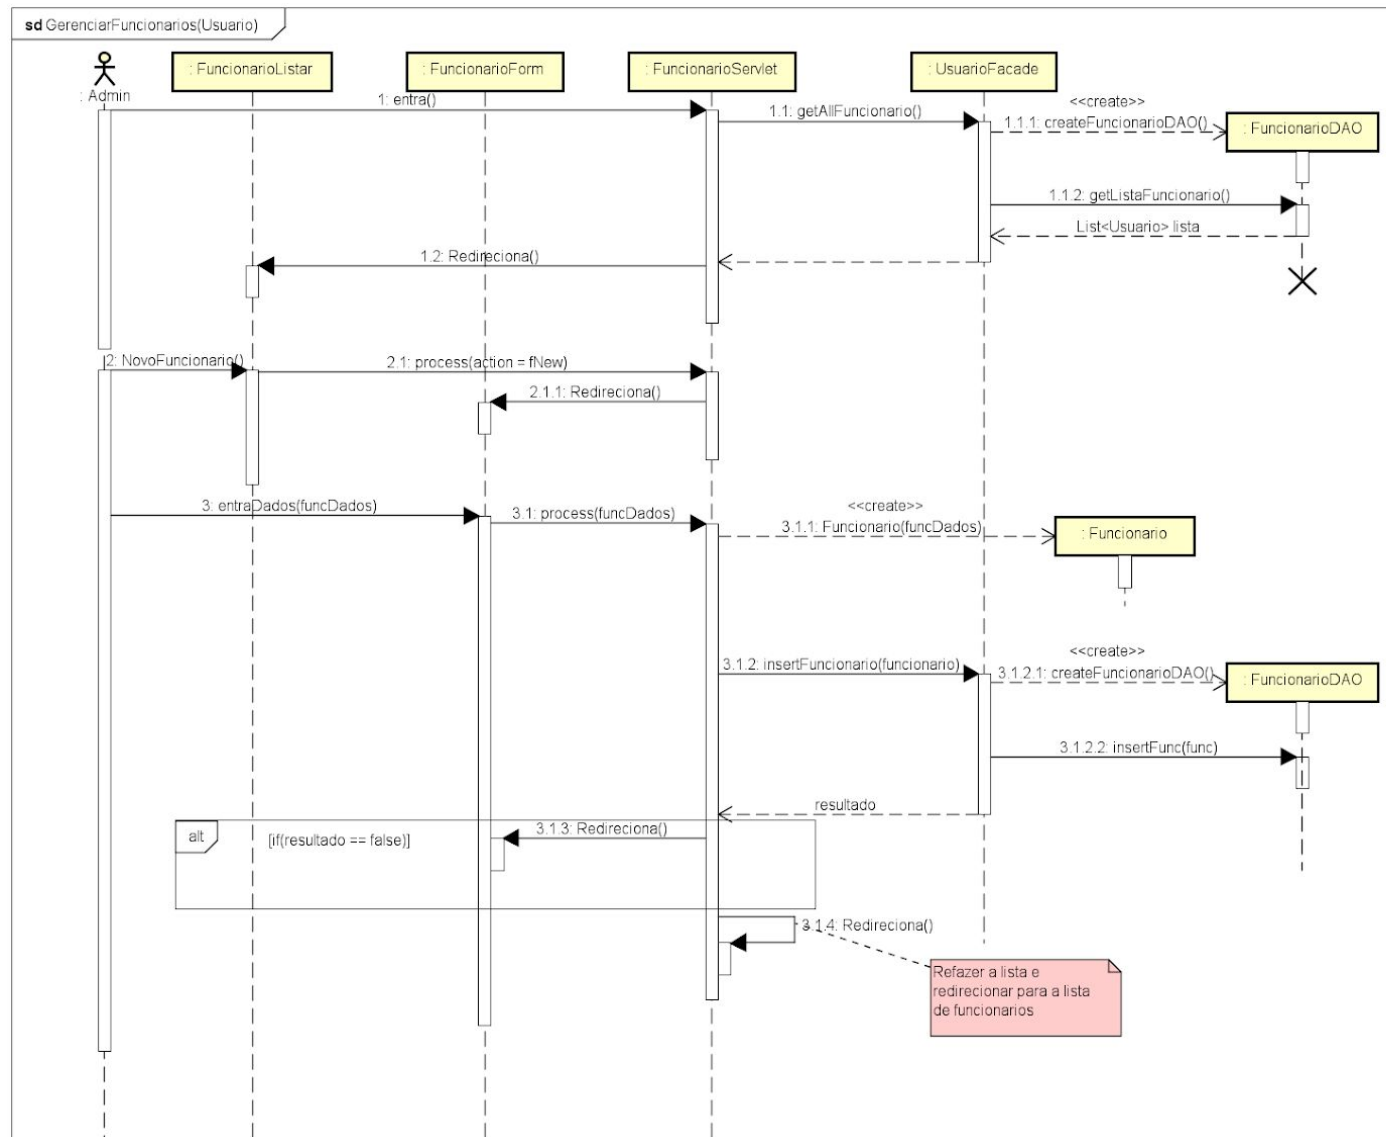 sd GerenciarFuncionarios(Usuario)
: Admin
: FuncionarioListar
: FuncionarioForm
: FuncionarioServlet
: UsuarioFacade
1: entra()
1.1: getAllFuncionario()
<<create>>
1.1.1: createFuncionarioDAO()
: FuncionarioDAO
1.1.2: getListaFuncionario()
List<Usuario> lista
1.2: Redireciona()
2: NovoFuncionario()
2.1: process(action = fNew)
2.1.1: Redireciona()
3: entraDados(funcDados)
3.1: process(funcDados)
<<create>>
3.1.1: Funcionario(funcDados)
: Funcionario
3.1.2: insertFuncionario(funcionario)
<<create>>
3.1.2.1: createFuncionarioDAO()
: FuncionarioDAO
3.1.2.2: insertFunc(func)
resultado
alt
[if(resultado == false)]
3.1.3: Redireciona()
3.1.4: Redireciona()
Refazer a lista e
redirecionar para a lista
de funcionarios